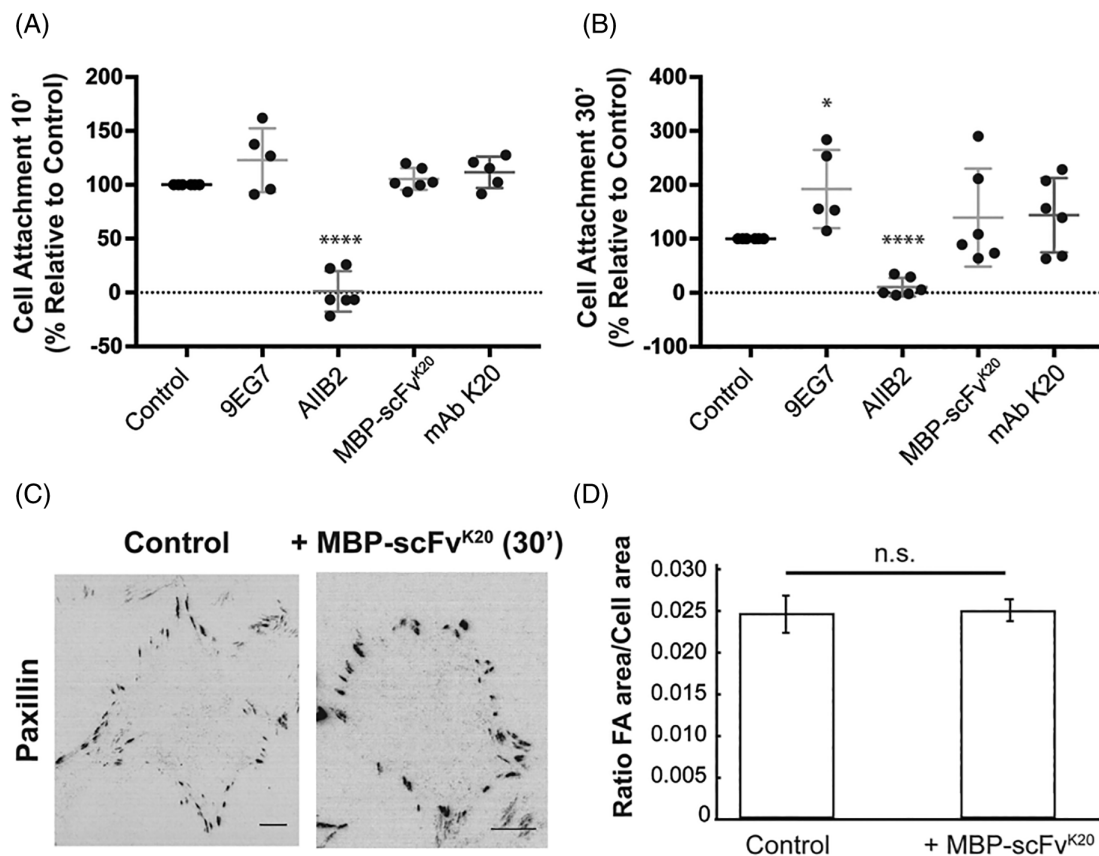 (A)
Cell Attachment 10’
(% Relative to Control)
200
150
100
50
0
-50
****
Control
9EG7
AIIB2
MBP-scFvK20
mAb K20
(B)
Cell Attachment 30’
(% Relative to Control)
400
300
200
100
0
-100
*
****
Control
9EG7
AIIB2
MBP-scFvK20
mAb K20
(C)
Control
+ MBP-scFvK20 (30’)
Paxillin
(D)
Ratio FA area/Cell area
0.030
0.025
0.020
0.015
0.010
0.005
0
n.s.
Control
+ MBP-scFvK20